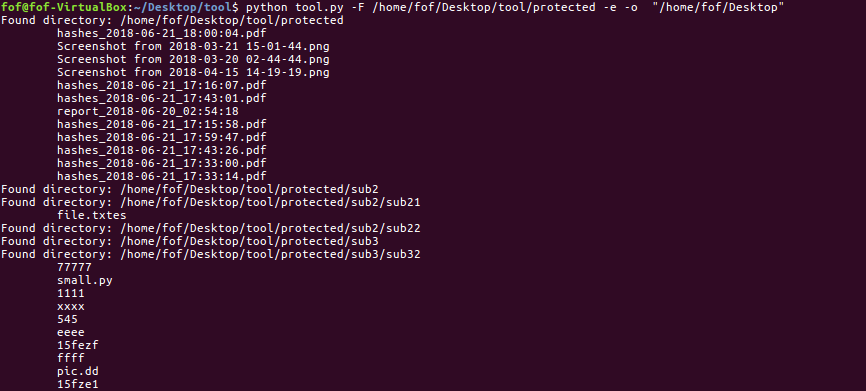 fof@fof-VirtualBox:~/Desktop/tool$ python tool.py -F /home/fof/Desktop/tool/protected -e -o  "/home/fof/Desktop"
Found directory: /home/fof/Desktop/tool/protected
        hashes_2018-06-21_18:00:04.pdf
        Screenshot from 2018-03-21 15-01-44.png
        Screenshot from 2018-03-20 02-44-44.png
        Screenshot from 2018-04-15 14-19-19.png
        hashes_2018-06-21_17:16:07.pdf
        hashes_2018-06-21_17:43:01.pdf
        report_2018-06-20_02:54:18
        hashes_2018-06-21_17:15:58.pdf
        hashes_2018-06-21_17:59:47.pdf
        hashes_2018-06-21_17:43:26.pdf
        hashes_2018-06-21_17:33:00.pdf
        hashes_2018-06-21_17:33:14.pdf
Found directory: /home/fof/Desktop/tool/protected/sub2
Found directory: /home/fof/Desktop/tool/protected/sub2/sub21
        file.txtes
Found directory: /home/fof/Desktop/tool/protected/sub2/sub22
Found directory: /home/fof/Desktop/tool/protected/sub3
Found directory: /home/fof/Desktop/tool/protected/sub3/sub32
        77777
        small.py
        1111
        xxxx
        545
        eeee
        15fezf
        ffff
        pic.dd
        15fze1